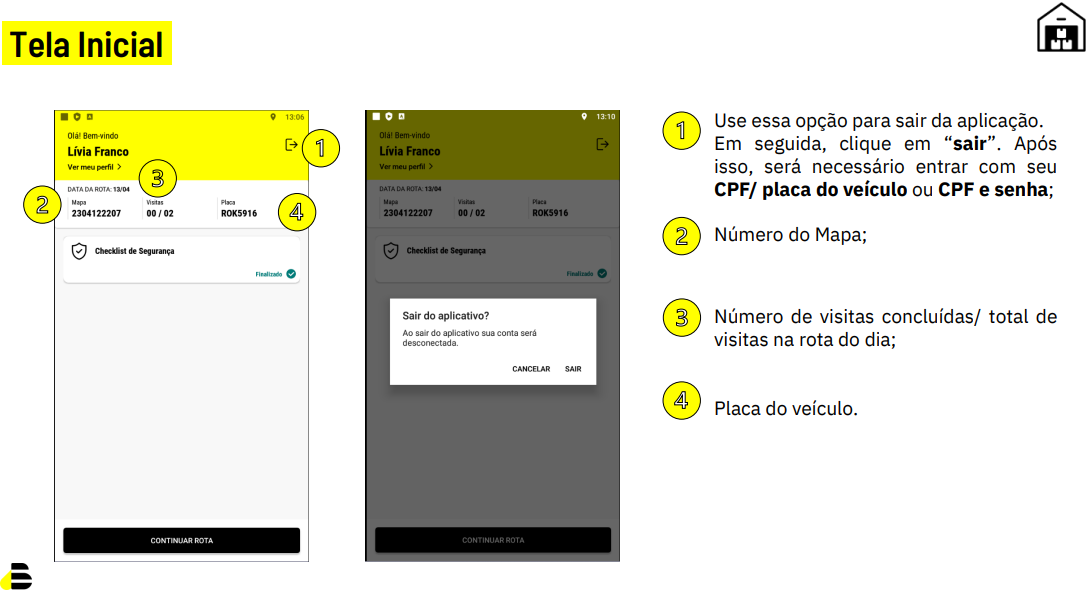 Tela Inicial
13:06
Olá! Bem-vindo
Lívia Franco
Ver meu perfil >
1
3
DATA DA ROTA: 13/04
2
Mapa Visitas Placa
2304122207 00 / 02 ROK5916
4
Checklist de Segurança
Finalizado
CONTINUAR ROTA
13:10
Olá! Bem-vindo
Lívia Franco
Ver meu perfil >
DATA DA ROTA: 13/04
Mapa Visitas Placa
2304122207 00 / 02 ROK5916
Checklist de Segurança
Finalizado
Sair do aplicativo?
Ao sair do aplicativo sua conta será
desconectada.
CANCELAR SAIR
CONTINUAR ROTA
1
Use essa opção para sair da aplicação.
Em seguida, clique em “sair”. Após
isso, será necessário entrar com seu
CPF/ placa do veículo ou CPF e senha;
2 Número do Mapa;
3 Número de visitas concluídas/ total de
visitas na rota do dia;
4 Placa do veículo.